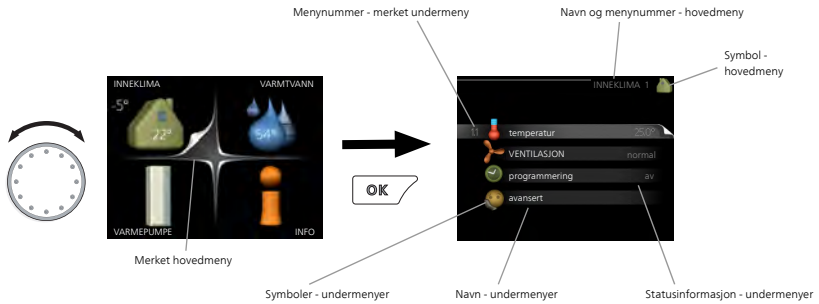 Menynummer - merket undermeny
Navn og menynummer - hovedmeny
Symbol -
hovedmeny
INNEKLIMA
VARMTVANN
-5°
22°
54°
VARMEPUMPE
INFO
Merket hovedmeny
OK
INNEKLIMA 1
1.1
temperatur
25.0°
VENTILASJON
normal
programmering
av
avansert
Symboler - undermenyer
Navn - undermenyer
Statusinformasjon - undermenyer